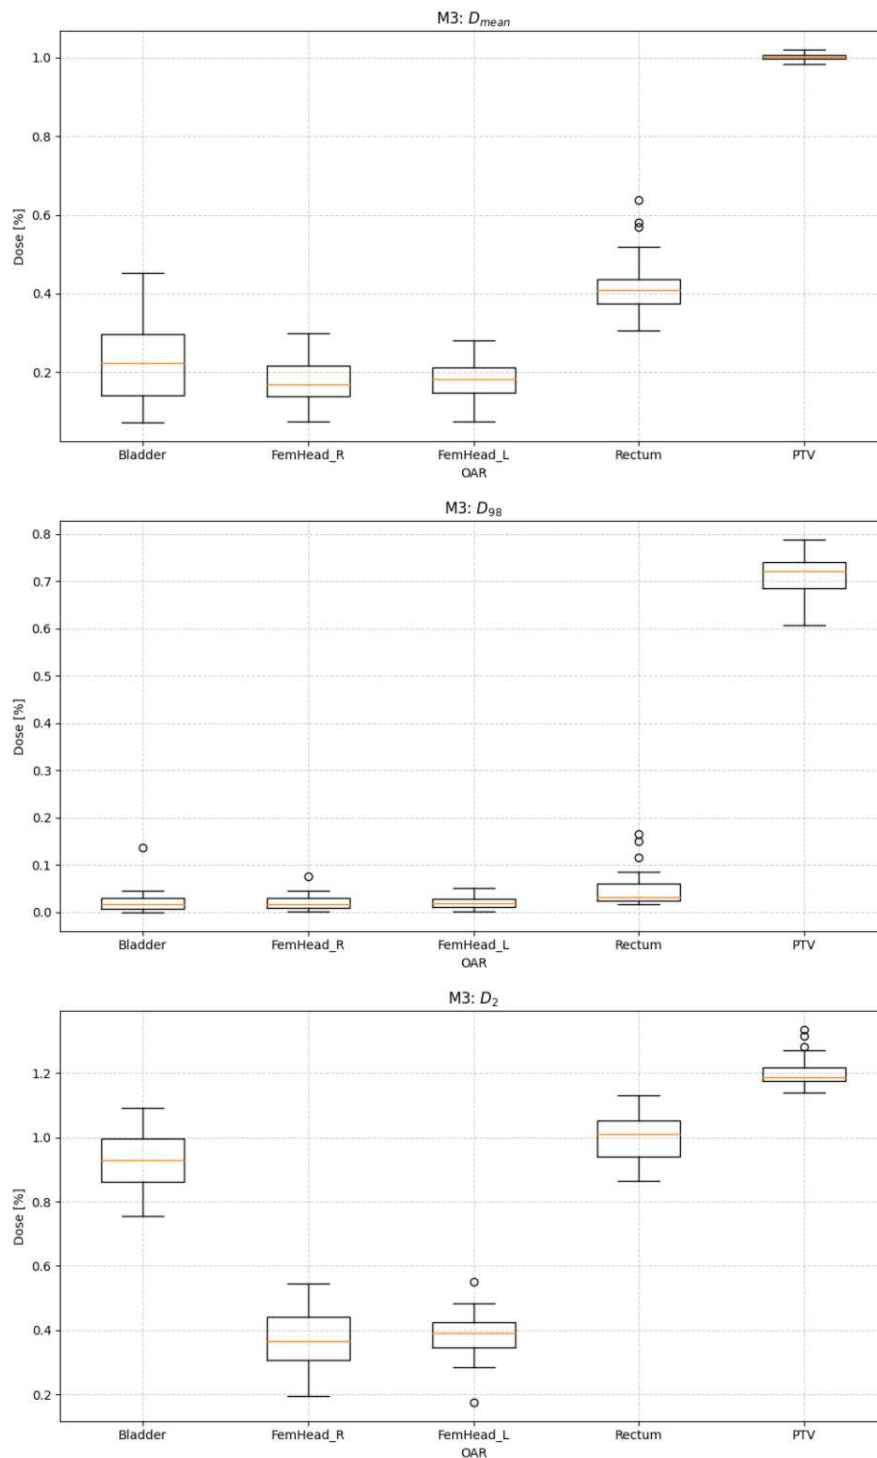 M3: D_mean
1.0
0.8
0.6
0.4
0.2
Dose [%]
Bladder FemHead_R FemHead_L Rectum PTV
OAR
M3: D_98
0.8
0.7
0.6
0.5
0.4
0.3
0.2
0.1
0.0
Dose [%]
Bladder FemHead_R FemHead_L Rectum PTV
OAR
M3: D_2
1.2
1.0
0.8
0.6
0.4
0.2
Dose [%]
Bladder FemHead_R FemHead_L Rectum PTV
OAR